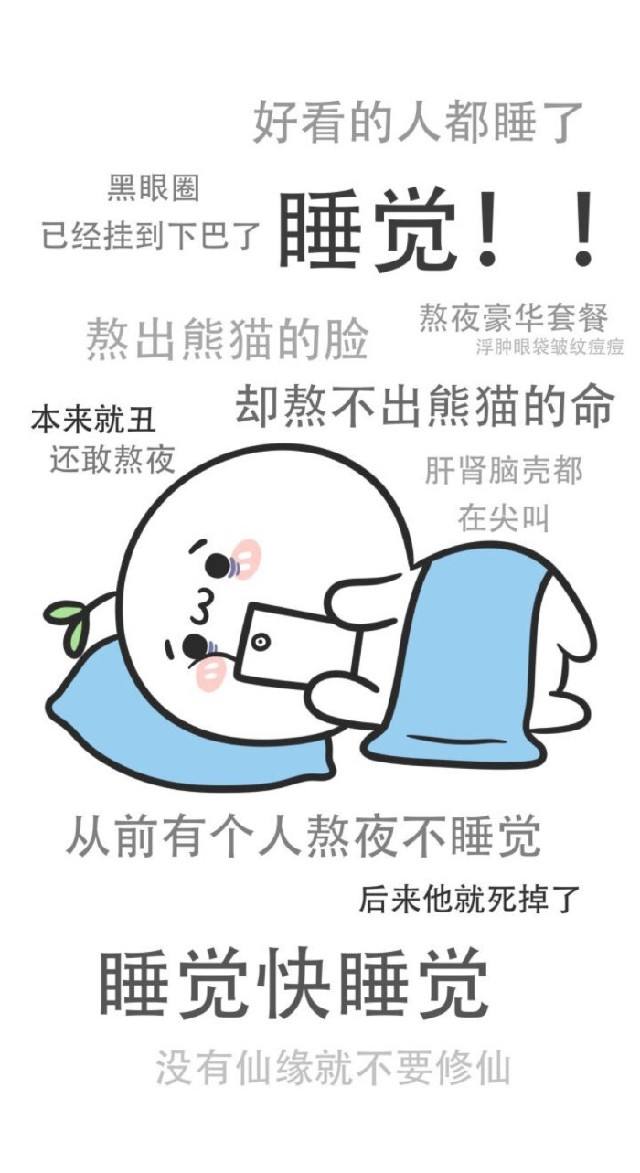 好看的人都睡了
黑眼圈
已经挂到下巴了
睡觉！！
熬出熊猫的脸
熬夜豪华套餐
浮肿眼袋皱纹痘痘
却熬不出熊猫的命
本来就丑
还敢熬夜
肝肾脑壳都
在尖叫
从前有个人熬夜不睡觉
后来他就死掉了
睡觉快睡觉
没有仙缘就不要修仙